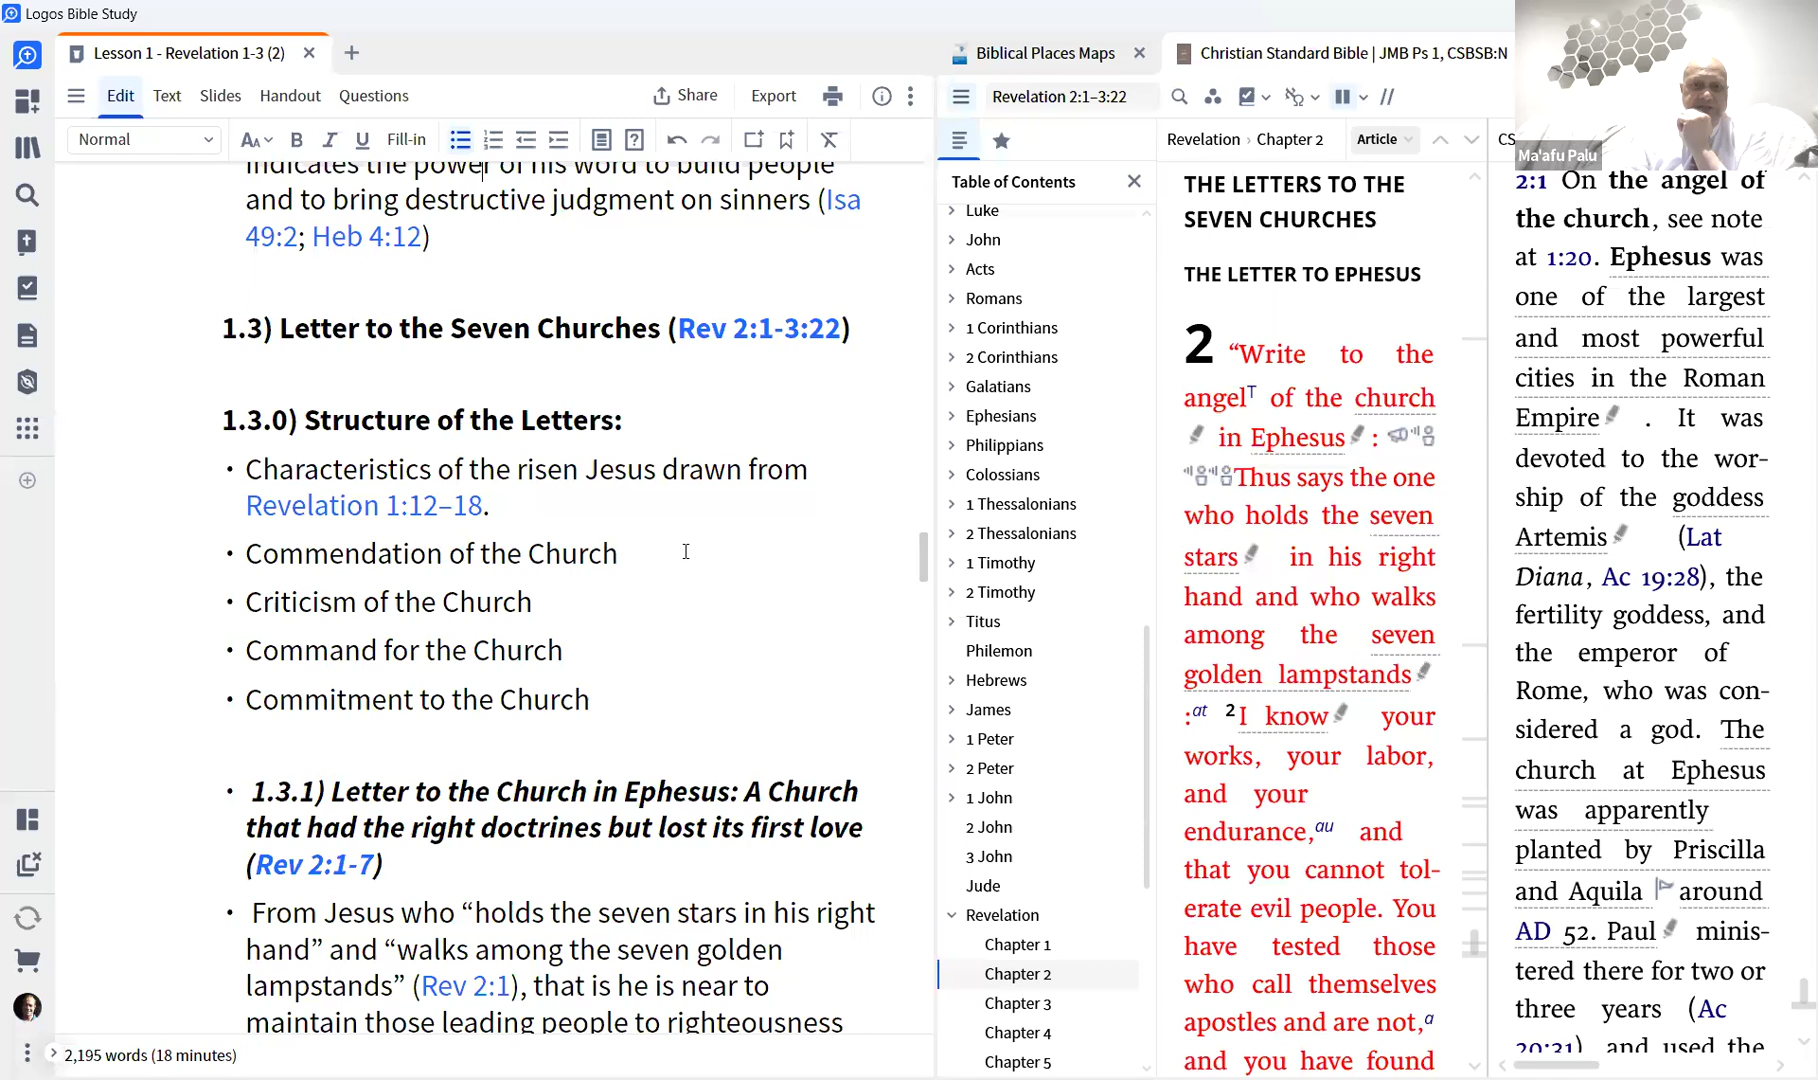 Logos Bible Study
Lesson 1 - Revelation 1-3 (2)
Edit Text Slides Handout Questions
Share Export
Normal
Fill-in
indicates the power of his word to build people
and to bring destructive judgment on sinners (Isa
49:2; Heb 4:12)
1.3) Letter to the Seven Churches (Rev 2:1-3:22)
1.3.0) Structure of the Letters:
• Characteristics of the risen Jesus drawn from
Revelation 1:12–18.
• Commendation of the Church
• Criticism of the Church
• Command for the Church
• Commitment to the Church
• 1.3.1) Letter to the Church in Ephesus: A Church
that had the right doctrines but lost its first love
(Rev 2:1-7)
• From Jesus who “holds the seven stars in his right
hand” and “walks among the seven golden
lampstands” (Rev 2:1), that is he is near to
maintain those leading people to righteousness
2,195 words (18 minutes)
Biblical Places Maps
Christian Standard Bible | JMB Ps 1, CSBSB:N
Revelation 2:1–3:22
Revelation › Chapter 2
Article
CS
Table of Contents
Luke
John
Acts
Romans
1 Corinthians
2 Corinthians
Galatians
Ephesians
Philippians
Colossians
1 Thessalonians
2 Thessalonians
1 Timothy
2 Timothy
Titus
Philemon
Hebrews
James
1 Peter
2 Peter
1 John
2 John
3 John
Jude
Revelation
Chapter 1
Chapter 2
Chapter 3
Chapter 4
Chapter 5
THE LETTERS TO THE
SEVEN CHURCHES
THE LETTER TO EPHESUS
2 “Write to the
angelT of the church
in Ephesus :
Thus says the one
who holds the seven
stars in his right
hand and who walks
among the seven
golden lampstands
:at 2 I know your
works, your labor,
and your
endurance,au and
that you cannot tol-
erate evil people. You
have tested those
who call themselves
apostles and are not,a
and you have found
Ma'afu Palu
2:1 On the angel of
the church, see note
at 1:20. Ephesus was
one of the largest
and most powerful
cities in the Roman
Empire . It was
devoted to the wor-
ship of the goddess
Artemis (Lat
Diana, Ac 19:28), the
fertility goddess, and
the emperor of
Rome, who was con-
sidered a god. The
church at Ephesus
was apparently
planted by Priscilla
and Aquila around
AD 52. Paul minis-
tered there for two or
three years (Ac
20:31), and used the